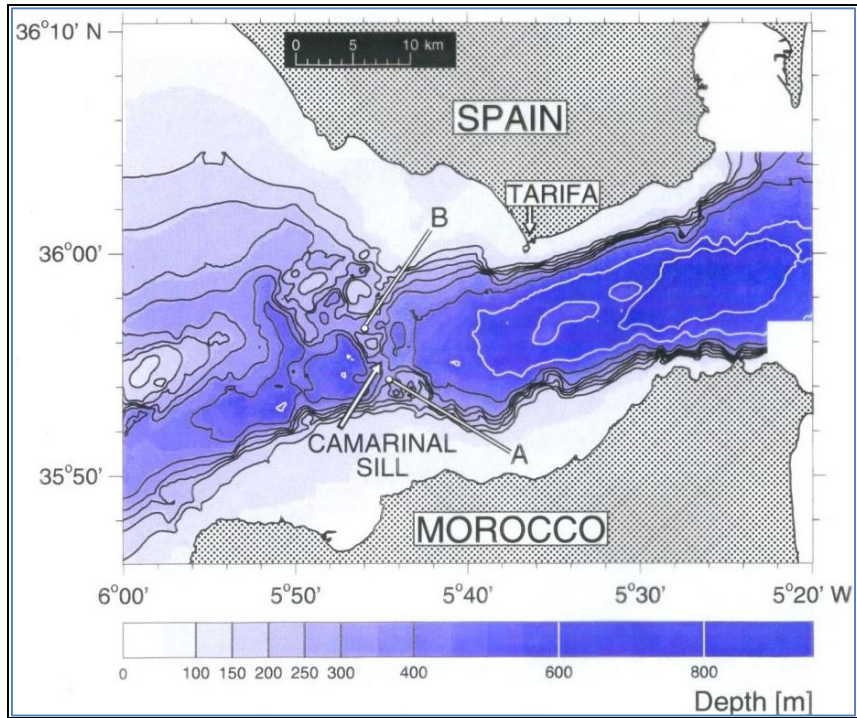 36°10' N
0 5 10 km
SPAIN
TARIFA
B
36°00'
CAMARINAL
SILL
A
35°50'
MOROCCO
6°00' 5°50' 5°40' 5°30' 5°20' W
0 100 150 200 250 300 400 600 800
Depth [m]